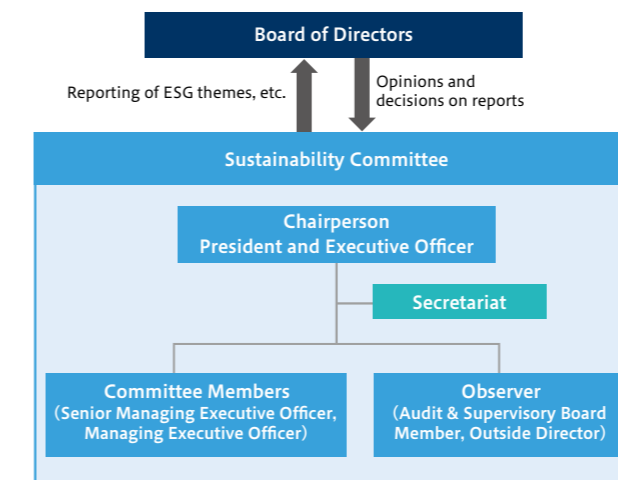 Board of Directors
Reporting of ESG themes, etc.
Opinions and
decisions on reports
Sustainability Committee
Chairperson
President and Executive Officer
Secretariat
Committee Members
（Senior Managing Executive Officer,
Managing Executive Officer）
Observer
（Audit & Supervisory Board
Member, Outside Director）